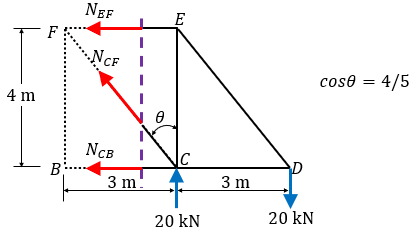 N_EF
E
F
N_CF
cosθ = 4/5
4 m
θ
N_CB
B
C
D
3 m
3 m
20 kN
20 kN